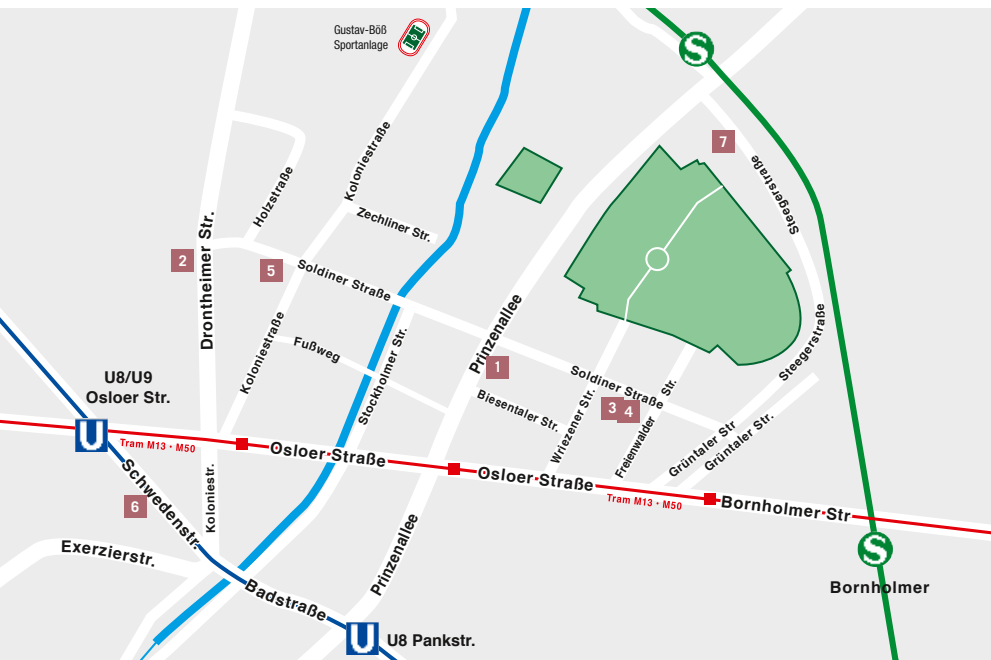 Gustav-Böß
Sportanlage
S
7
Koloniestraße
Steegerstraße
Holzstraße
Zechliner Str.
Drontheimer Str.
2
5
Soldiner Straße
Prinzenallee
Steegerstraße
Koloniestraße
Fußweg
Stockholmer Str.
1
Soldiner Straße
U8/U9
Osloer Str.
Biesentaler Str.
Wriezener Str.
3
4
Freienwalder Str.
Grüntaler Str
Grüntaler Str.
U
Tram M13 · M50
Osloer Straße
Osloer Straße
Tram M13 · M50
Bornholmer Str
Schwedenstr.
Koloniestr.
6
Prinzenallee
S
Bornholmer
Exerzierstr.
Badstraße
U
U8 Pankstr.